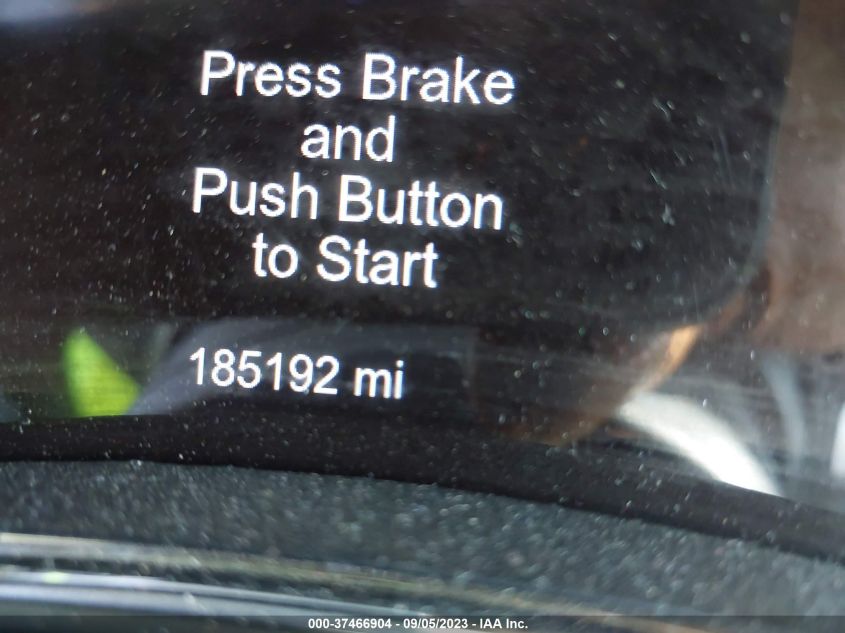 Press Brake
and
Push Button
to Start
185192 mi
000-37466904 - 09/05/2023 - IAA Inc.